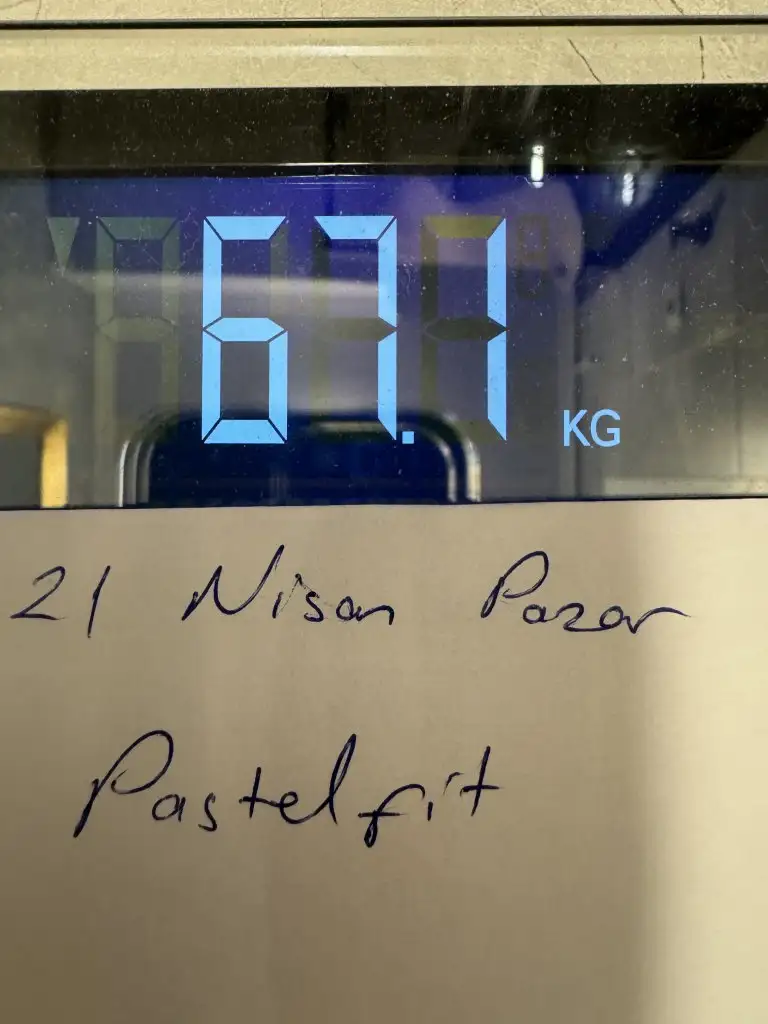 67.1 KG
21 Nisan Pazar
Pastelfit